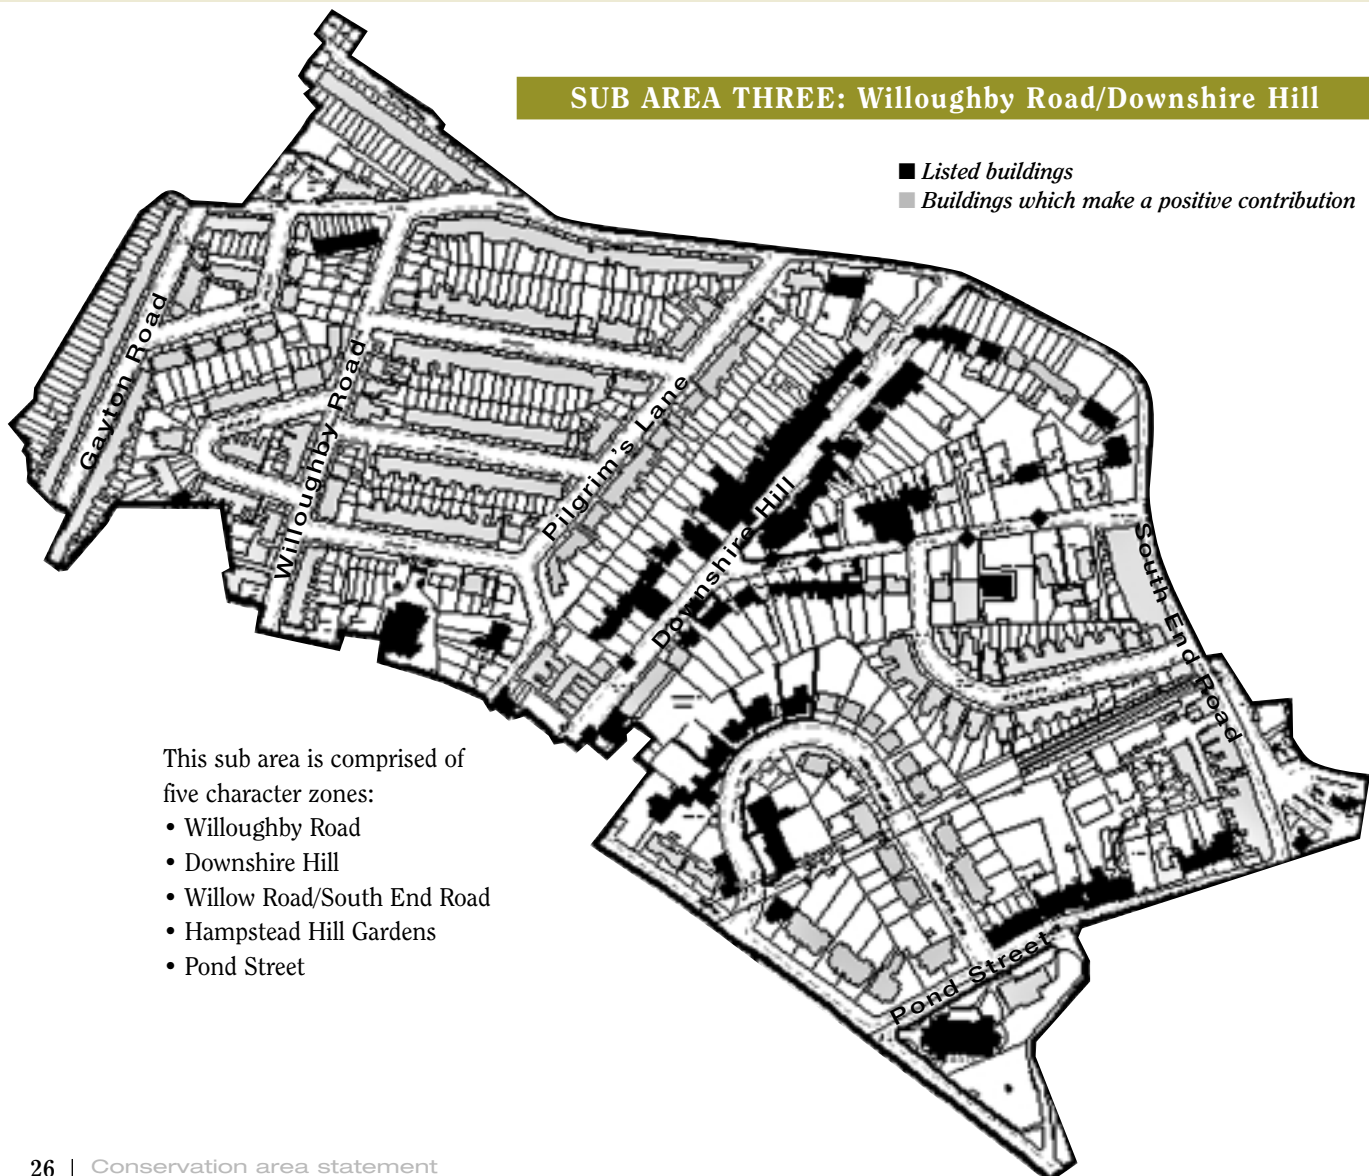 SUB AREA THREE: Willoughby Road/Downshire Hill
Listed buildings
Buildings which make a positive contribution
Gayton Road
Willoughby Road
Pilgrim's Lane
Downshire Hill
South End Road
Pond Street
This sub area is comprised of
five character zones:
• Willoughby Road
• Downshire Hill
• Willow Road/South End Road
• Hampstead Hill Gardens
• Pond Street
26 | Conservation area statement